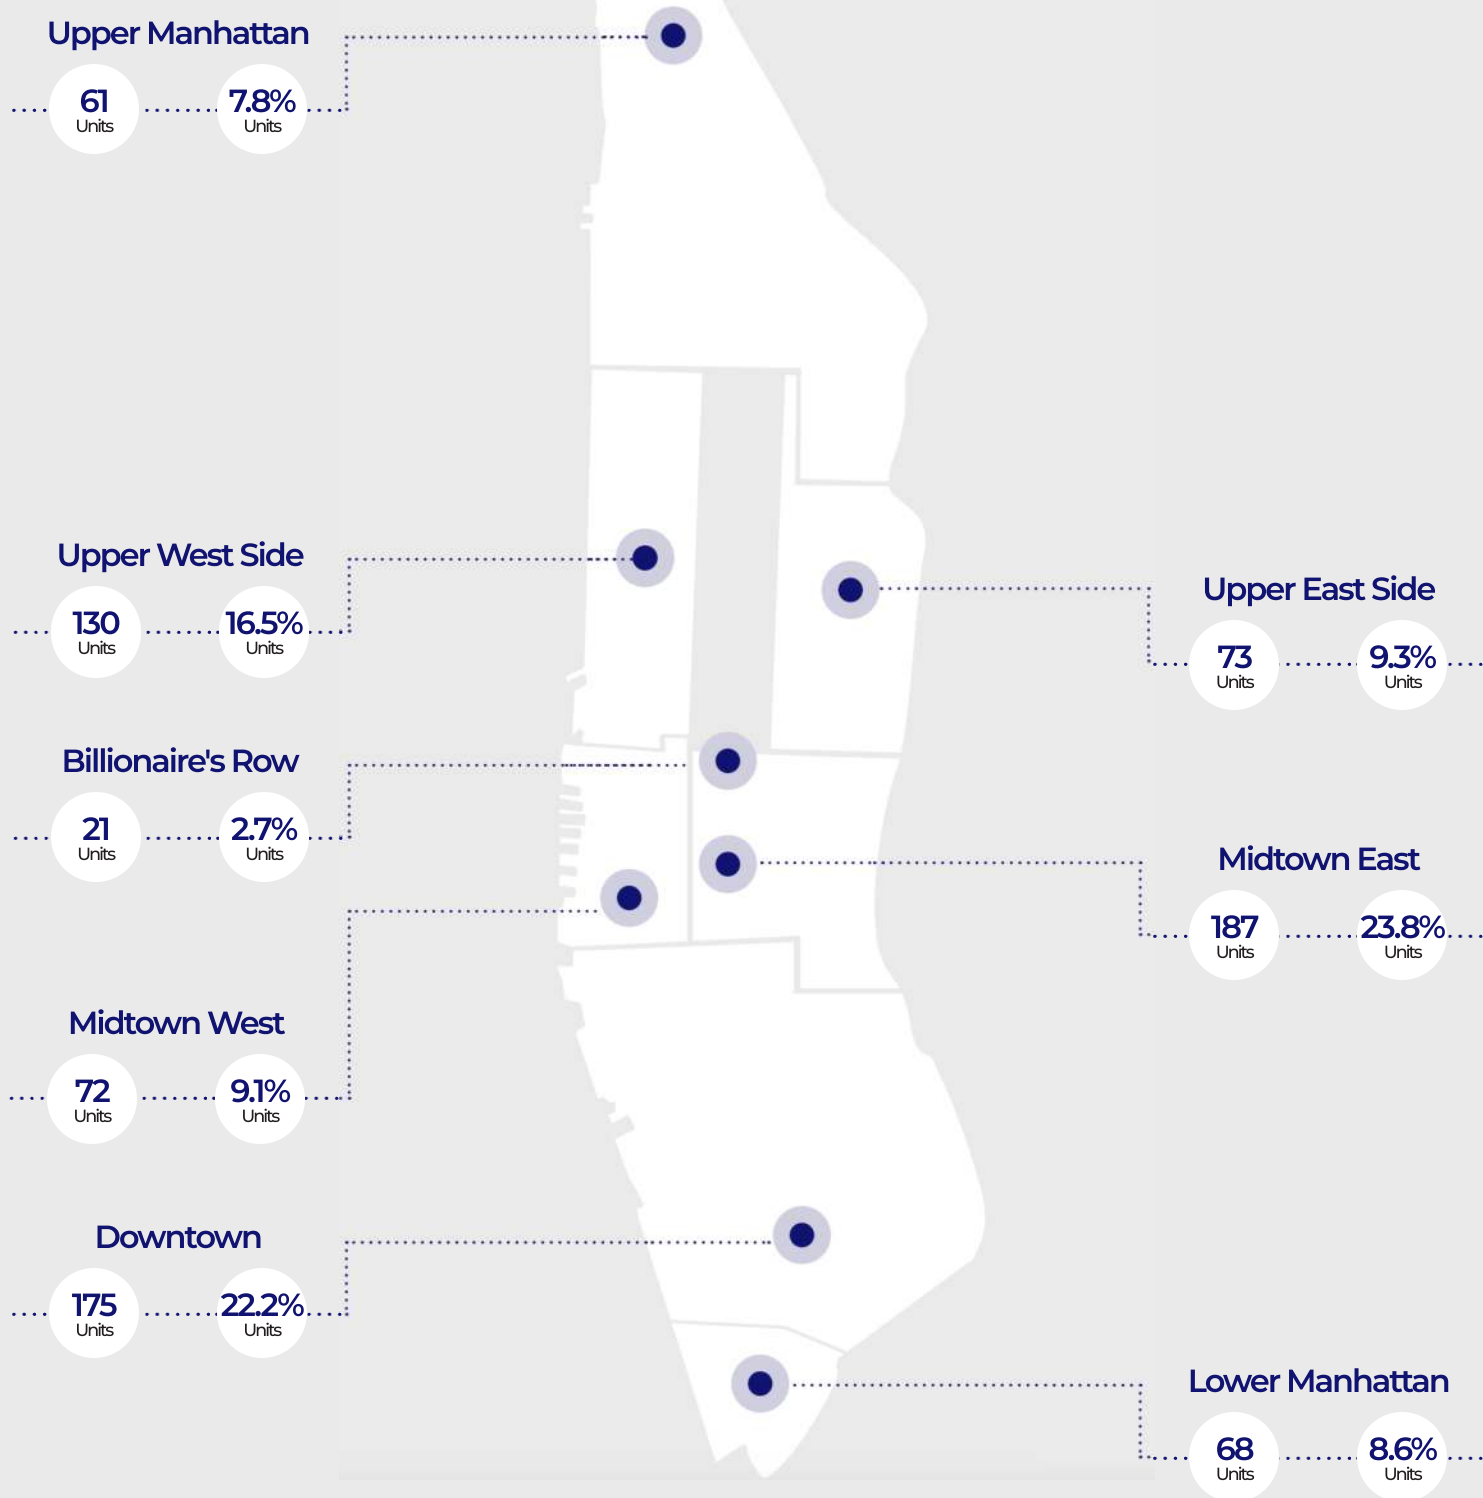 Upper Manhattan
61
Units
7.8%
Units
Upper West Side
130
Units
16.5%
Units
Upper East Side
73
Units
9.3%
Units
Billionaire's Row
21
Units
2.7%
Units
Midtown East
187
Units
23.8%
Units
Midtown West
72
Units
9.1%
Units
Downtown
175
Units
22.2%
Units
Lower Manhattan
68
Units
8.6%
Units